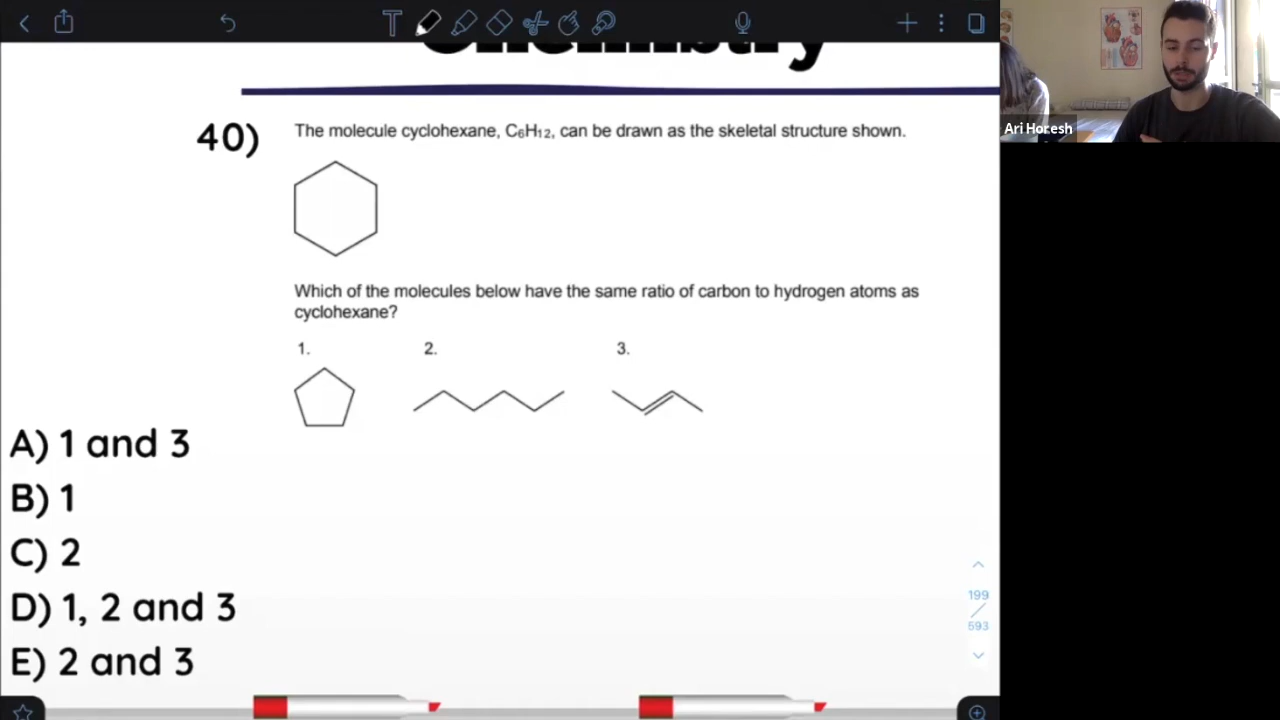 Chemistry
Ari Horesh
40) The molecule cyclohexane, C₆H₁₂, can be drawn as the skeletal structure shown.
Which of the molecules below have the same ratio of carbon to hydrogen atoms as
cyclohexane?
1. 2. 3.
A) 1 and 3
B) 1
C) 2
D) 1, 2 and 3
E) 2 and 3
199
593